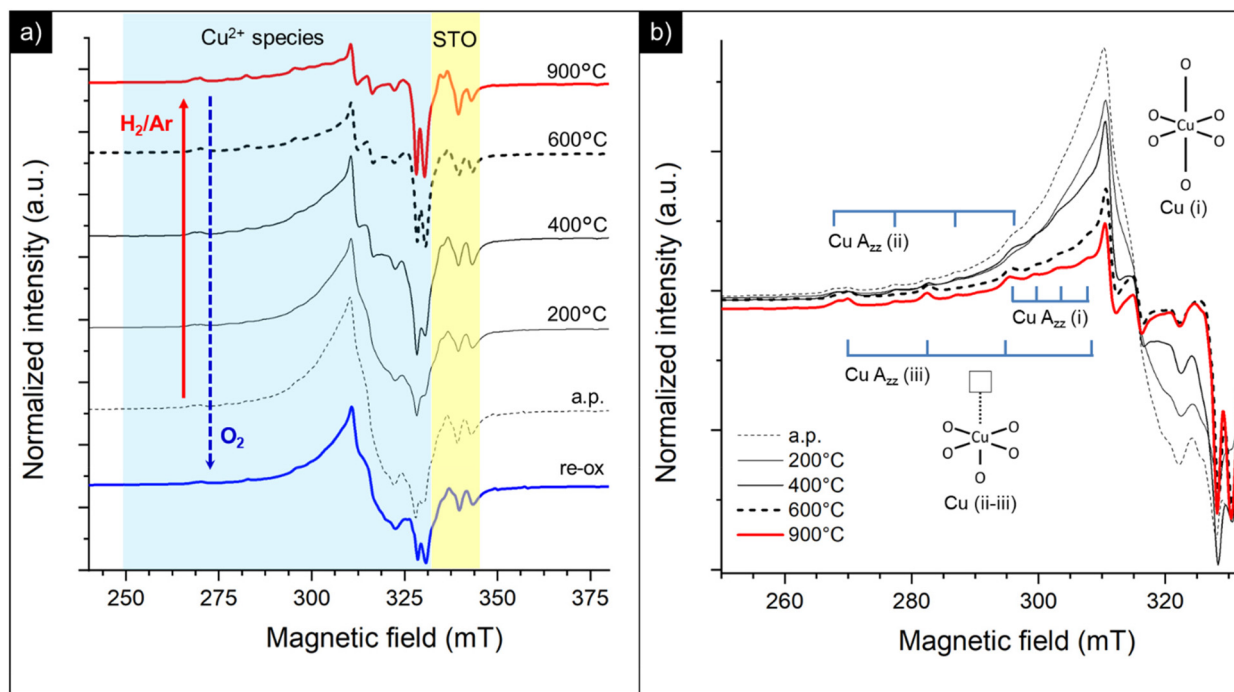 a)
Cu²⁺ species
STO
900°C
H₂/Ar
600°C
400°C
200°C
a.p.
O₂
re-ox
Normalized intensity (a.u.)
250 275 300 325 350 375
Magnetic field (mT)
b)
O
O Cu O
O O
O
Cu (i)
Cu A_zz (ii)
Cu A_zz (i)
Cu A_zz (iii)
O Cu O
O O
O
Cu (ii-iii)
a.p.
200°C
400°C
600°C
900°C
Normalized intensity (a.u.)
260 280 300 320
Magnetic field (mT)